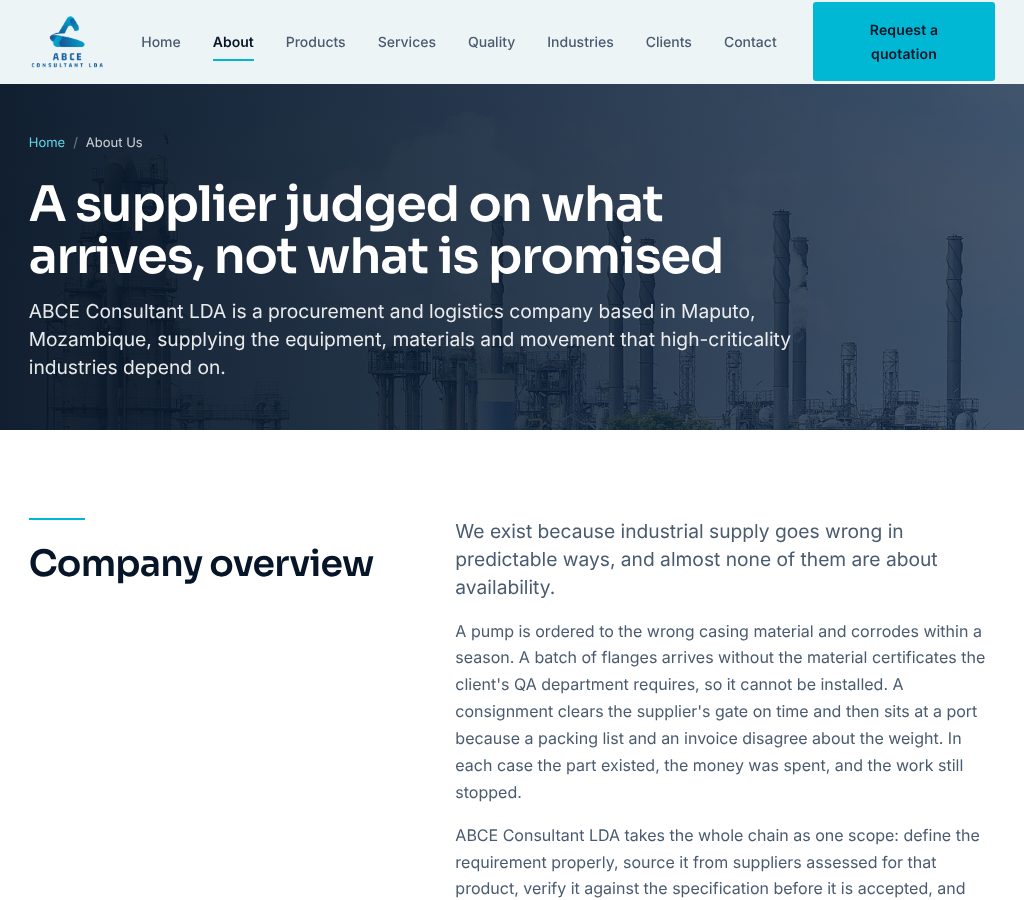 ABCE
CONSULTANT LDA
Home
About
Products
Services
Quality
Industries
Clients
Contact
Request a
quotation
Home / About Us
A supplier judged on what
arrives, not what is promised
ABCE Consultant LDA is a procurement and logistics company based in Maputo,
Mozambique, supplying the equipment, materials and movement that high-criticality
industries depend on.
Company overview
We exist because industrial supply goes wrong in
predictable ways, and almost none of them are about
availability.
A pump is ordered to the wrong casing material and corrodes within a
season. A batch of flanges arrives without the material certificates the
client's QA department requires, so it cannot be installed. A
consignment clears the supplier's gate on time and then sits at a port
because a packing list and an invoice disagree about the weight. In
each case the part existed, the money was spent, and the work still
stopped.
ABCE Consultant LDA takes the whole chain as one scope: define the
requirement properly, source it from suppliers assessed for that
product, verify it against the specification before it is accepted, and